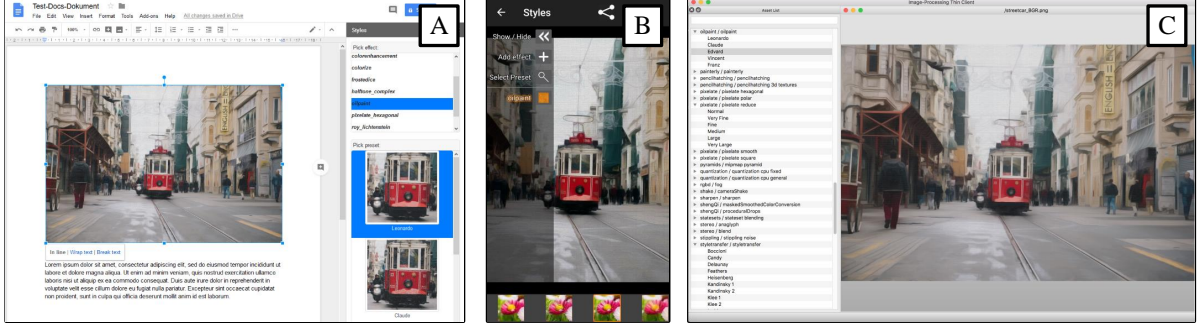 Test-Docs-Dokument
File Edit View Insert Format Tools Add-ons Help All changes saved in Drive
100%
A
Styles
Pick effect:
colorenhancement
colorize
frostedice
halftone_complex
oilpaint
pixelate_hexagonal
roy_lichtenstein
Pick preset
Leonardo
Claude
In line / Wrap text / Break text
Lorem ipsum dolor sit amet, consectetur adipiscing elit, sed do eiusmod tempor incididunt ut
labore et dolore magna aliqua. Ut enim ad minim veniam, quis nostrud exercitation ullamco
laboris nisi ut aliquip ex ea commodo consequat. Duis aute irure dolor in reprehenderit in
voluptate velit esse cillum dolore eu fugiat nulla pariatur. Excepteur sint occaecat cupidatat
non proident, sunt in culpa qui officia deserunt mollit anim id est laborum
Styles
B
Show / Hide
Add effect
Select Preset
oilpaint
Image-Processing Thin Client
Asset List
./streetcar_BGR.png
C
oilpaint / oilpaint
Leonardo
Claude
Edvard
Vincent
Franz
painterly / painterly
pencilhatching / pencilhatching
pencilhatching / pencilhatching 3d textures
pixelate / pixelate hexagonal
pixelate / pixelate polar
pixelate / pixelate reduce
Normal
Very Fine
Fine
Medium
Large
Very Large
pixelate / pixelate smooth
pixelate / pixelate square
pyramids / mipmap pyramid
quantization / quantization cpu fixed
quantization / quantization cpu general
rgbd / fog
shake / cameraShake
sharpen / sharpen
shengQi / maskedSmoothedColorConversion
shengQi / proceduralDrops
statesets / stateset blending
stereo / anaglyph
stereo / blend
stippling / stippling noise
styletransfer / styletransfer
Boccioni
Candy
Delaunay
Feathers
Heisenberg
Kandinsky 1
Kandinsky 2
Klee 1
Klee 2
ENGLISH